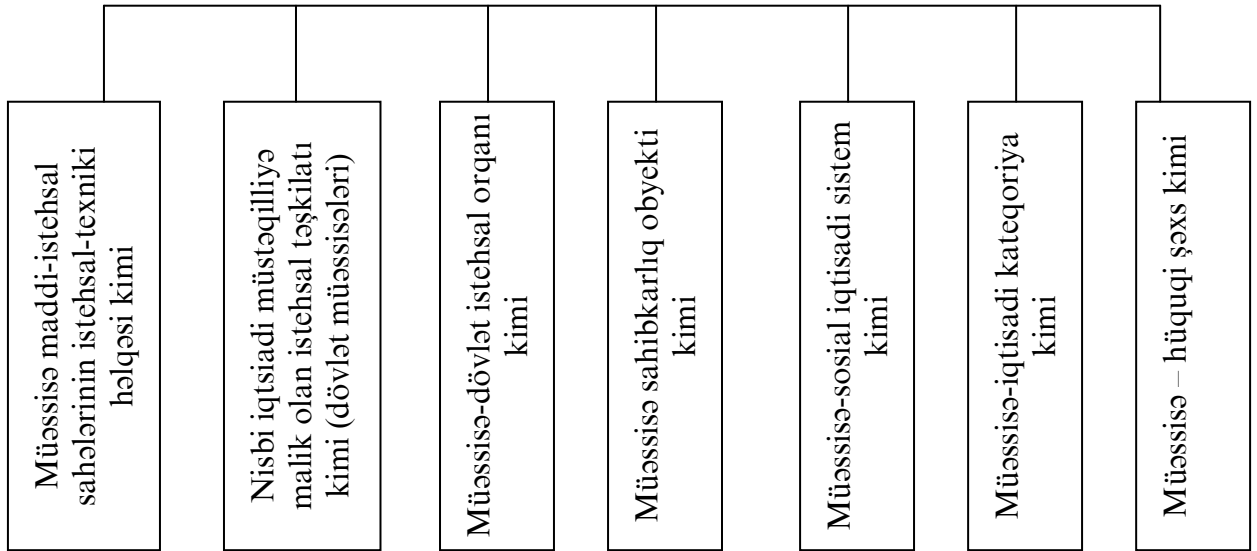 Müəssisə maddi-istehsal
sahələrinin istehsal-texniki
həlqəsi kimi
Nisbi iqtsiadi müstəqilliyə
malik olan istehsal təşkilatı
kimi (dövlət müəssisələri)
Müəssisə-dövlət istehsal orqanı
kimi
Müəssisə sahibkarlıq obyekti
kimi
Müəssisə-sosial iqtisadi sistem
kimi
Müəssisə-iqtisadi kateqoriya
kimi
Müəssisə – hüquqi şəxs kimi